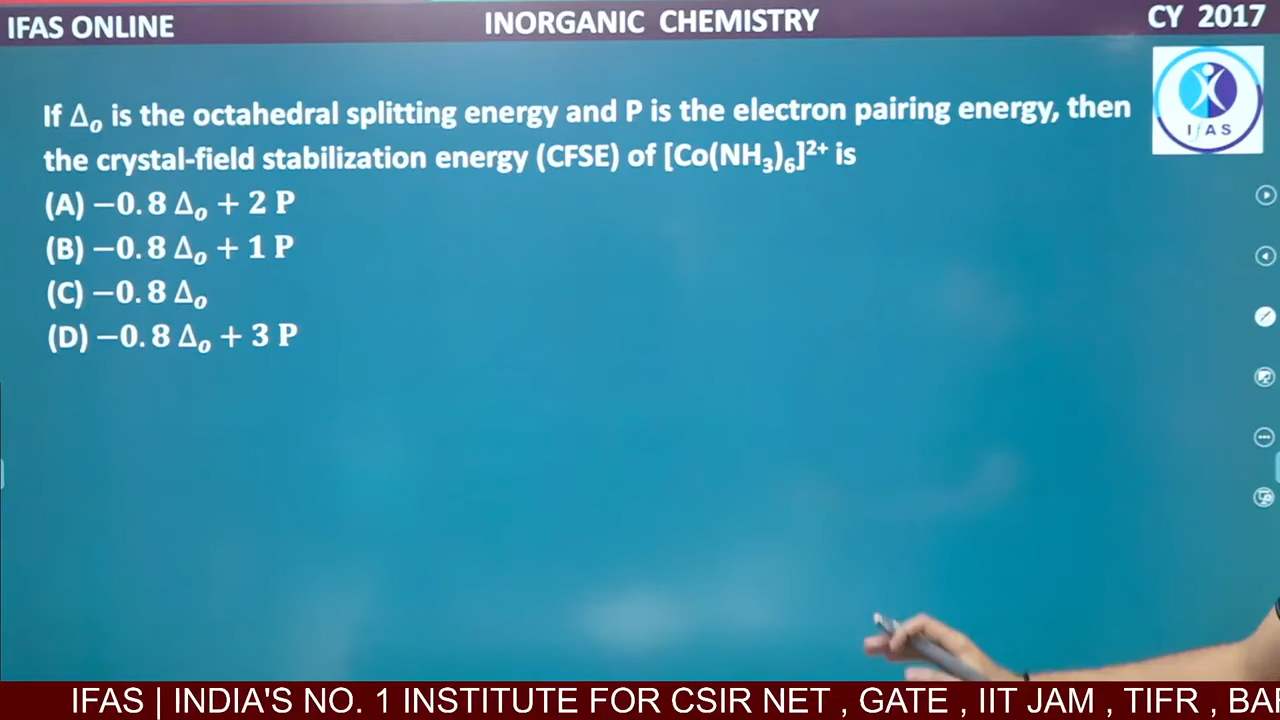 IFAS ONLINE
INORGANIC CHEMISTRY
CY 2017
IFAS
If Δₒ is the octahedral splitting energy and P is the electron pairing energy, then
the crystal-field stabilization energy (CFSE) of [Co(NH₃)₆]²⁺ is
(A) −0.8 Δₒ + 2 P
(B) −0.8 Δₒ + 1 P
(C) −0.8 Δₒ
(D) −0.8 Δₒ + 3 P
IFAS | INDIA'S NO. 1 INSTITUTE FOR CSIR NET , GATE , IIT JAM , TIFR ,